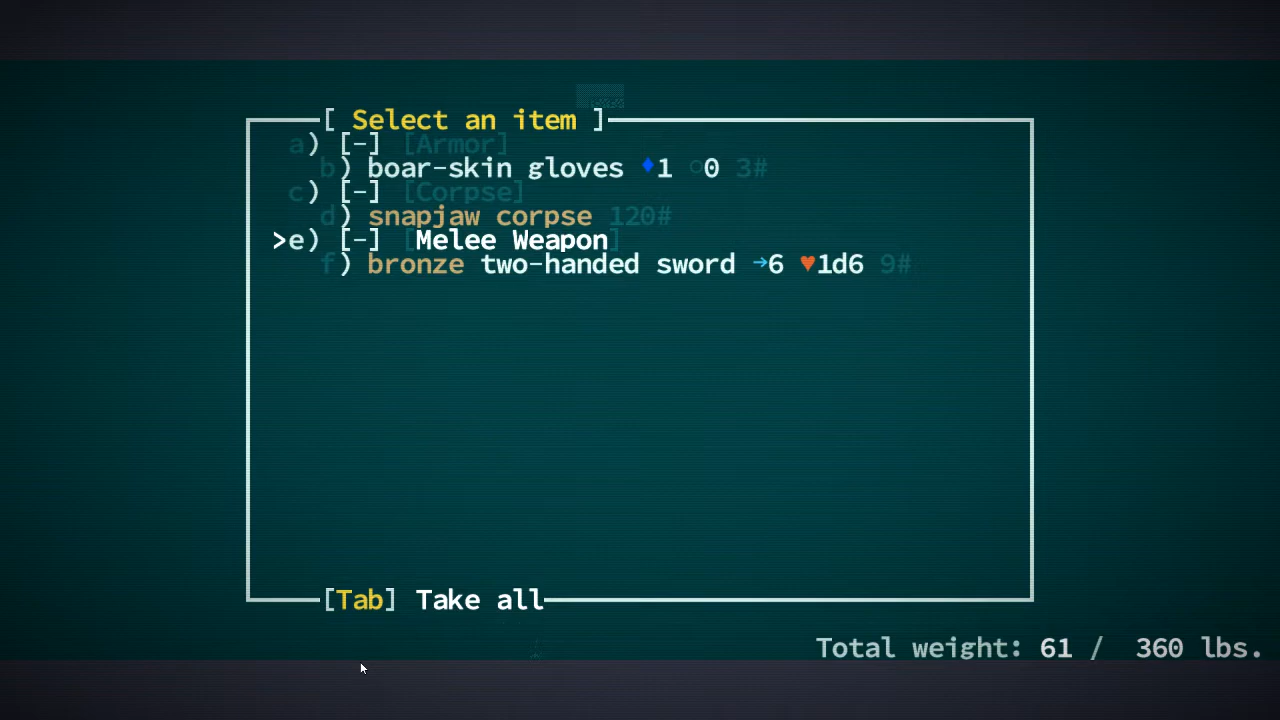 [ Select an item ]
a) [-] [Armor]
b) boar-skin gloves ♦1 ○0 3#
c) [-] [Corpse]
d) snapjaw corpse 120#
>e) [-] [Melee Weapon]
f) bronze two-handed sword →6 ♥1d6 9#
[Tab] Take all
Total weight: 61 / 360 lbs.